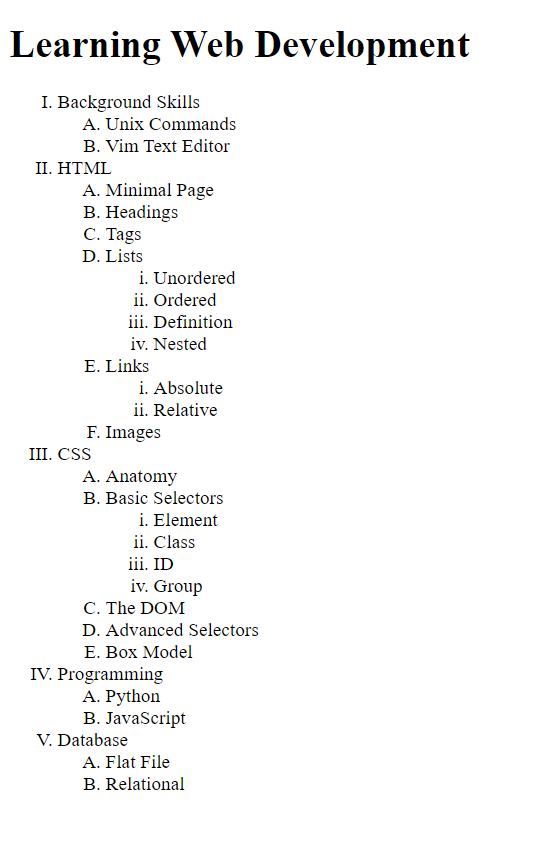 Learning Web Development
I. Background Skills
A. Unix Commands
B. Vim Text Editor
II. HTML
A. Minimal Page
B. Headings
C. Tags
D. Lists
i. Unordered
ii. Ordered
iii. Definition
iv. Nested
E. Links
i. Absolute
ii. Relative
F. Images
III. CSS
A. Anatomy
B. Basic Selectors
i. Element
ii. Class
iii. ID
iv. Group
C. The DOM
D. Advanced Selectors
E. Box Model
IV. Programming
A. Python
B. JavaScript
V. Database
A. Flat File
B. Relational